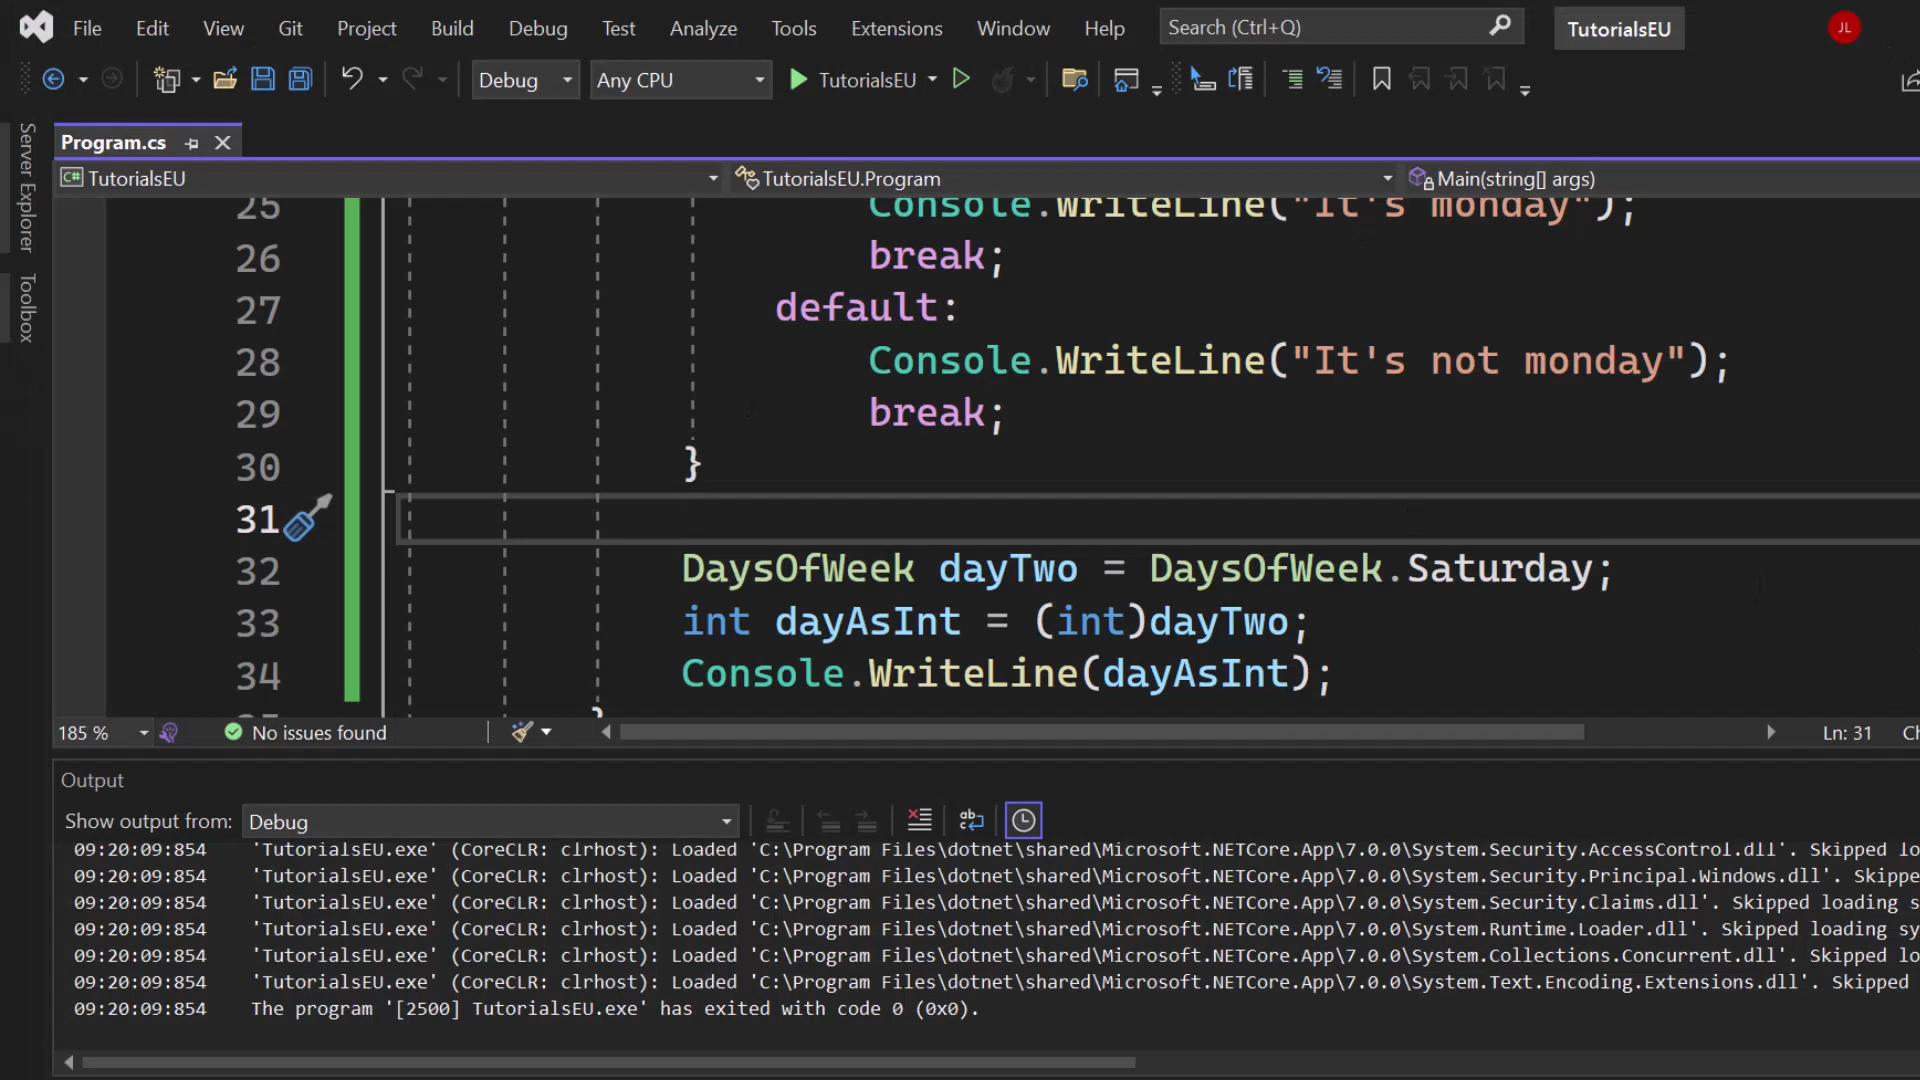 File Edit View Git Project Build Debug Test Analyze Tools Extensions Window Help Search (Ctrl+Q) TutorialsEU JL
Debug Any CPU TutorialsEU
Server Explorer
Toolbox
Program.cs
C# TutorialsEU TutorialsEU.Program Main(string[] args)
25 Console.WriteLine("It's monday");
26 break;
27 default:
28 Console.WriteLine("It's not monday");
29 break;
30 }
31
32 DaysOfWeek dayTwo = DaysOfWeek.Saturday;
33 int dayAsInt = (int)dayTwo;
34 Console.WriteLine(dayAsInt);
185 % No issues found Ln: 31
Output
Show output from: Debug
09:20:09:854 'TutorialsEU.exe' (CoreCLR: clrhost): Loaded 'C:\Program Files\dotnet\shared\Microsoft.NETCore.App\7.0.0\System.Security.AccessControl.dll'. Skipped lo
09:20:09:854 'TutorialsEU.exe' (CoreCLR: clrhost): Loaded 'C:\Program Files\dotnet\shared\Microsoft.NETCore.App\7.0.0\System.Security.Principal.Windows.dll'. Skippe
09:20:09:854 'TutorialsEU.exe' (CoreCLR: clrhost): Loaded 'C:\Program Files\dotnet\shared\Microsoft.NETCore.App\7.0.0\System.Security.Claims.dll'. Skipped loading s
09:20:09:854 'TutorialsEU.exe' (CoreCLR: clrhost): Loaded 'C:\Program Files\dotnet\shared\Microsoft.NETCore.App\7.0.0\System.Runtime.Loader.dll'. Skipped loading sy
09:20:09:854 'TutorialsEU.exe' (CoreCLR: clrhost): Loaded 'C:\Program Files\dotnet\shared\Microsoft.NETCore.App\7.0.0\System.Collections.Concurrent.dll'. Skipped lo
09:20:09:854 'TutorialsEU.exe' (CoreCLR: clrhost): Loaded 'C:\Program Files\dotnet\shared\Microsoft.NETCore.App\7.0.0\System.Text.Encoding.Extensions.dll'. Skipped
09:20:09:854 The program '[2500] TutorialsEU.exe' has exited with code 0 (0x0).